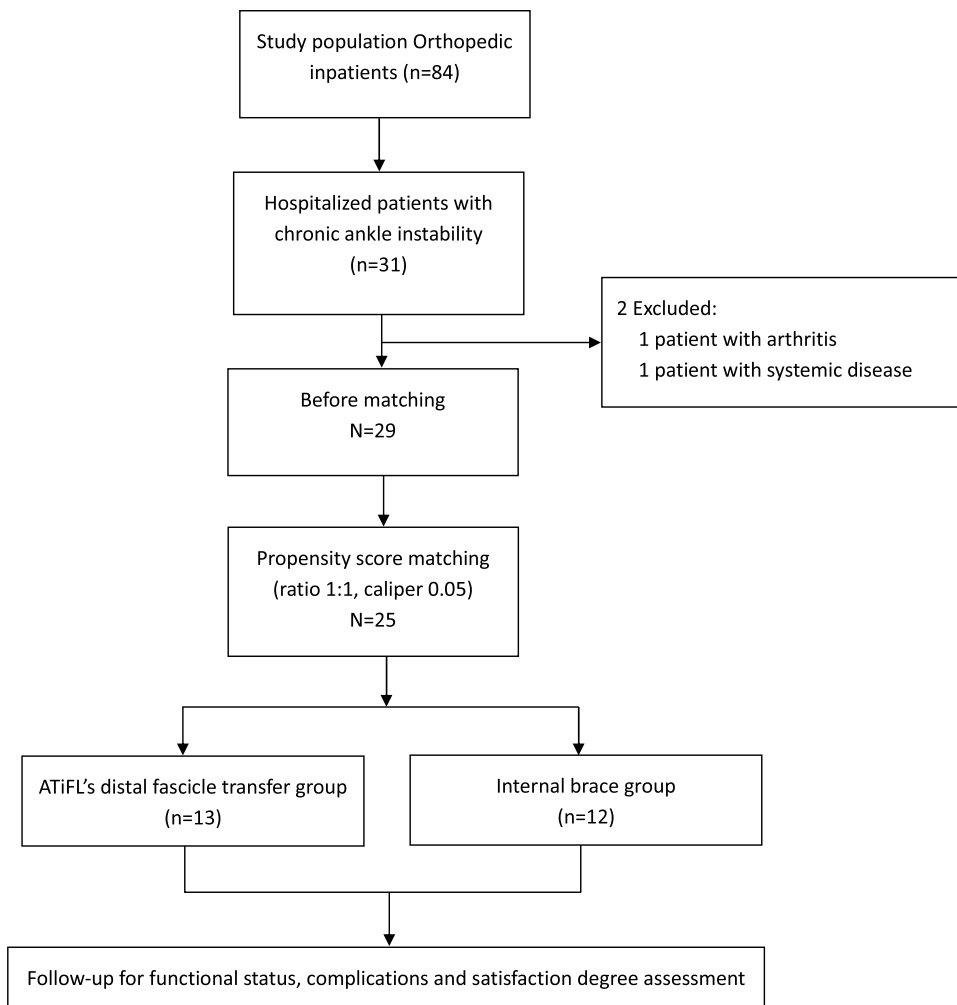 Study population Orthopedic
inpatients (n=84)
Hospitalized patients with
chronic ankle instability
(n=31)
2 Excluded:
1 patient with arthritis
1 patient with systemic disease
Before matching
N=29
Propensity score matching
(ratio 1:1, caliper 0.05)
N=25
ATiFL’s distal fascicle transfer group
(n=13)
Internal brace group
(n=12)
Follow-up for functional status, complications and satisfaction degree assessment